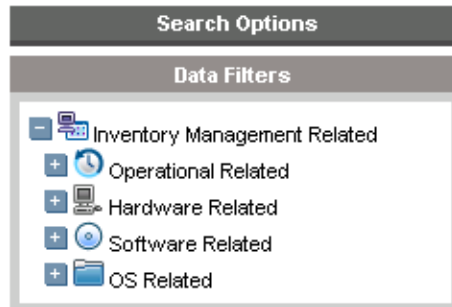 Search Options
Data Filters
Inventory Management Related
Operational Related
Hardware Related
Software Related
OS Related